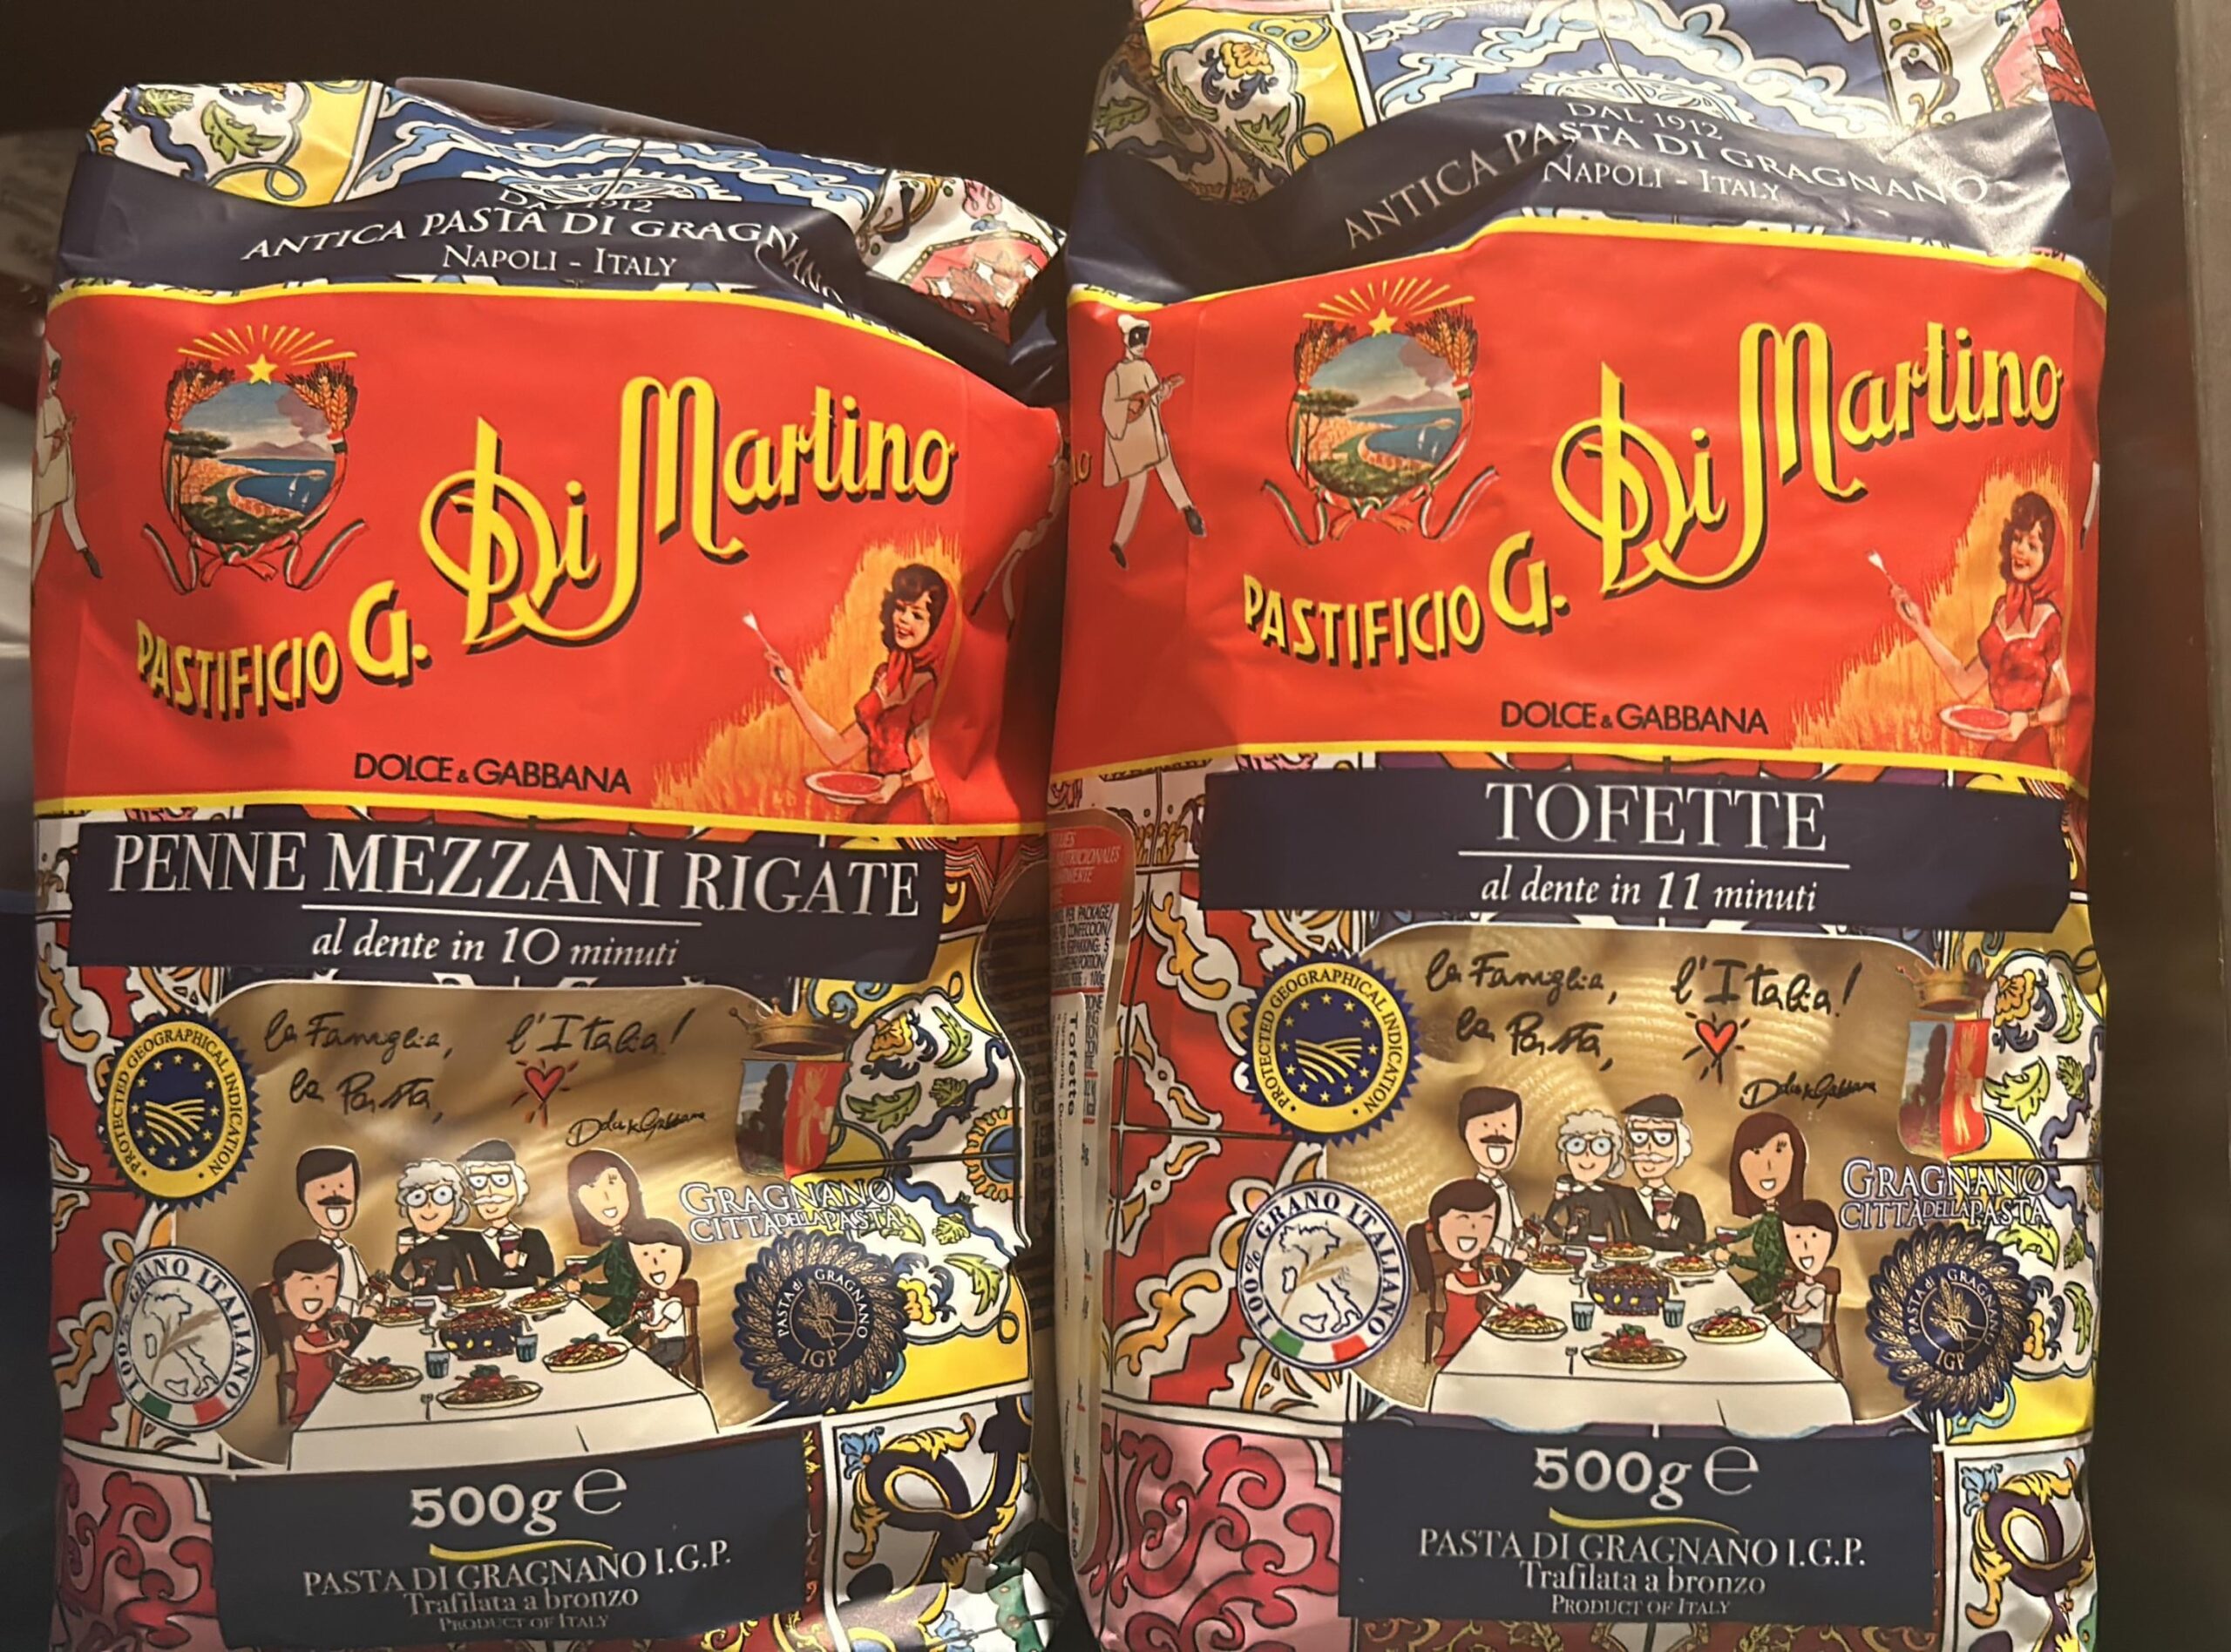 DAL 1912
ANTICA PASTA DI GRAGNANO
NAPOLI - ITALY
PASTIFICIO G. Di Martino
DOLCE & GABBANA
PENNE MEZZANI RIGATE
al dente in 10 minuti
la Famiglia, l'Italia!
la Pasta,
Dolce & Gabbana
PROTECTED GEOGRAPHICAL INDICATION
GRAGNANO
CITTÀ DELLA PASTA
100% GRANO ITALIANO
PASTA di GRAGNANO
IGP
500g e
PASTA DI GRAGNANO I.G.P.
Trafilata a bronzo
PRODUCT OF ITALY
DAL 1912
ANTICA PASTA DI GRAGNANO
NAPOLI - ITALY
PASTIFICIO G. Di Martino
DOLCE & GABBANA
TOFETTE
al dente in 11 minuti
la Famiglia, l'Italia!
la Pasta,
Dolce & Gabbana
PROTECTED GEOGRAPHICAL INDICATION
GRAGNANO
CITTÀ DELLA PASTA
100% GRANO ITALIANO
PASTA di GRAGNANO
IGP
500g e
PASTA DI GRAGNANO I.G.P.
Trafilata a bronzo
PRODUCT OF ITALY
Tofette